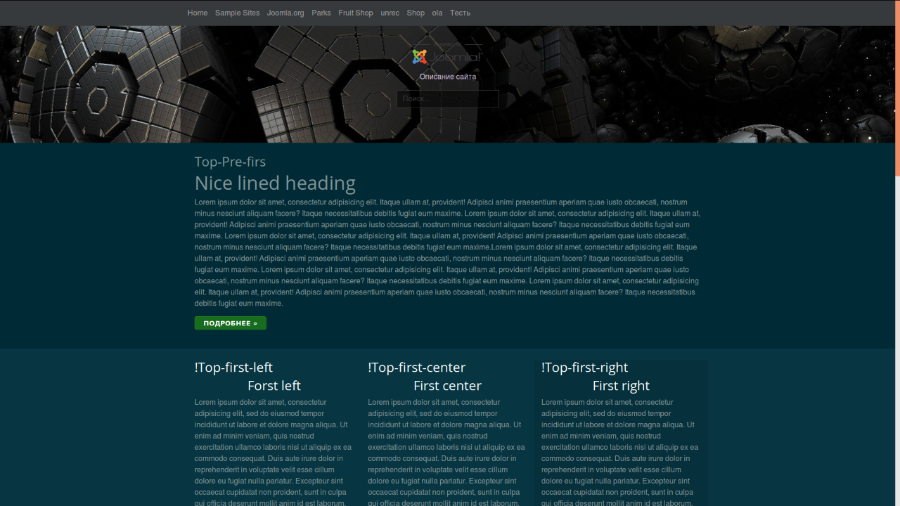 Home Sample Sites Joomla.org Parks Fruit Shop unrec Shop ola Тесть
Joomla!
Описание сайта
Поиск...
Top-Pre-firs
Nice lined heading
Lorem ipsum dolor sit amet, consectetur adipisicing elit. Itaque ullam at, provident! Adipisci animi praesentium aperiam quae iusto obcaecati, nostrum
minus nesciunt aliquam facere? Itaque necessitatibus debitis fugiat eum maxime. Lorem ipsum dolor sit amet, consectetur adipisicing elit. Itaque ullam at,
provident! Adipisci animi praesentium aperiam quae iusto obcaecati, nostrum minus nesciunt aliquam facere? Itaque necessitatibus debitis fugiat eum
maxime. Lorem ipsum dolor sit amet, consectetur adipisicing elit. Itaque ullam at, provident! Adipisci animi praesentium aperiam quae iusto obcaecati,
nostrum minus nesciunt aliquam facere? Itaque necessitatibus debitis fugiat eum maxime.Lorem ipsum dolor sit amet, consectetur adipisicing elit. Itaque
ullam at, provident! Adipisci animi praesentium aperiam quae iusto obcaecati, nostrum minus nesciunt aliquam facere? Itaque necessitatibus debitis
fugiat eum maxime. Lorem ipsum dolor sit amet, consectetur adipisicing elit. Itaque ullam at, provident! Adipisci animi praesentium aperiam quae iusto
obcaecati, nostrum minus nesciunt aliquam facere? Itaque necessitatibus debitis fugiat eum maxime. Lorem ipsum dolor sit amet, consectetur adipisicing
elit. Itaque ullam at, provident! Adipisci animi praesentium aperiam quae iusto obcaecati, nostrum minus nesciunt aliquam facere? Itaque necessitatibus
debitis fugiat eum maxime.
ПОДРОБНЕЕ »
!Top-first-left
Forst left
Lorem ipsum dolor sit amet, consectetur
adipisicing elit, sed do eiusmod tempor
incididunt ut labore et dolore magna aliqua. Ut
enim ad minim veniam, quis nostrud
exercitation ullamco laboris nisi ut aliquip ex ea
commodo consequat. Duis aute irure dolor in
reprehenderit in voluptate velit esse cillum
dolore eu fugiat nulla pariatur. Excepteur sint
occaecat cupidatat non proident, sunt in culpa
qui officia deserunt mollit anim id est laborum.
!Top-first-center
First center
Lorem ipsum dolor sit amet, consectetur
adipisicing elit, sed do eiusmod tempor
incididunt ut labore et dolore magna aliqua. Ut
enim ad minim veniam, quis nostrud
exercitation ullamco laboris nisi ut aliquip ex ea
commodo consequat. Duis aute irure dolor in
reprehenderit in voluptate velit esse cillum
dolore eu fugiat nulla pariatur. Excepteur sint
occaecat cupidatat non proident, sunt in culpa
qui officia deserunt mollit anim id est laborum.
!Top-first-right
First right
Lorem ipsum dolor sit amet, consectetur
adipisicing elit, sed do eiusmod tempor
incididunt ut labore et dolore magna aliqua. Ut
enim ad minim veniam, quis nostrud
exercitation ullamco laboris nisi ut aliquip ex ea
commodo consequat. Duis aute irure dolor in
reprehenderit in voluptate velit esse cillum
dolore eu fugiat nulla pariatur. Excepteur sint
occaecat cupidatat non proident, sunt in culpa
qui officia deserunt mollit anim id est laborum.